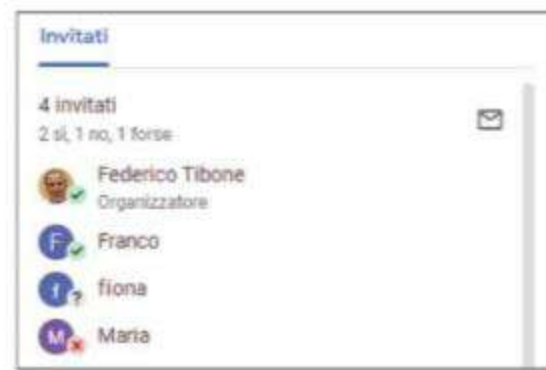 Invitati
4 invitati
2 sì, 1 no, 1 forse
Federico Tibone
Organizzatore
F Franco
f ? fiona
M Maria